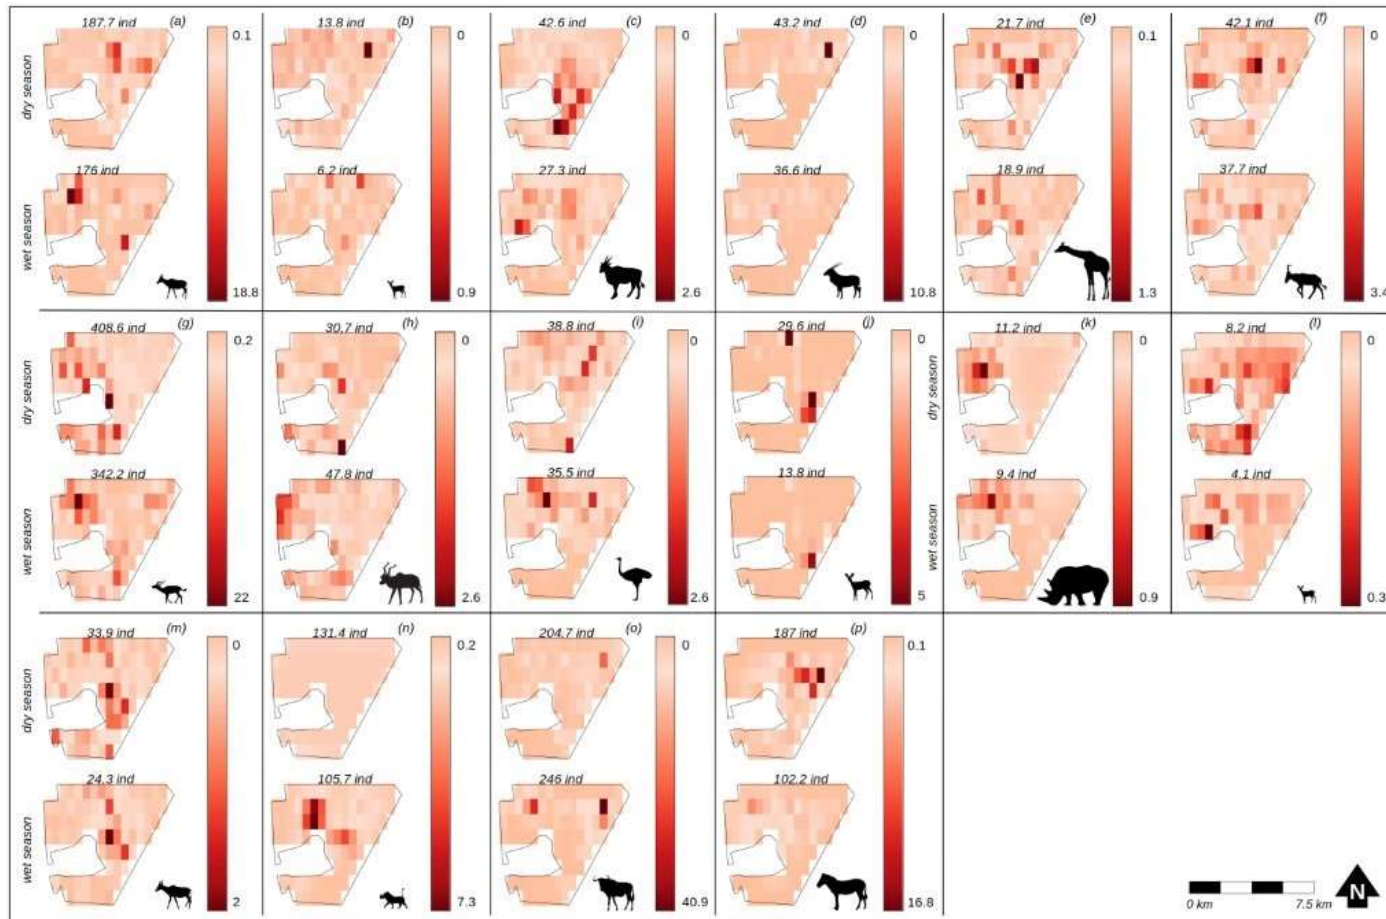 187.7 ind (a) 0.1
13.8 ind (b) 0
42.6 ind (c) 0
43.2 ind (d) 0
21.7 ind (e) 0.1
42.1 ind (f) 0
dry season
176 ind
6.2 ind
27.3 ind
36.6 ind
18.9 ind
37.7 ind
wet season
18.8
0.9
2.6
10.8
1.3
3.4
408.6 ind (g) 0.2
30.7 ind (h) 0
38.8 ind (i) 0
29.6 ind (j) 0
11.2 ind (k) 0
8.2 ind (l) 0
dry season
dry season
342.2 ind
47.8 ind
35.5 ind
13.8 ind
9.4 ind
4.1 ind
wet season
wet season
22
2.6
2.6
5
0.9
0.3
33.9 ind (m) 0
131.4 ind (n) 0.2
204.7 ind (o) 0
187 ind (p) 0.1
dry season
24.3 ind
105.7 ind
246 ind
102.2 ind
wet season
2
7.3
40.9
16.8
0 km 7.5 km
N